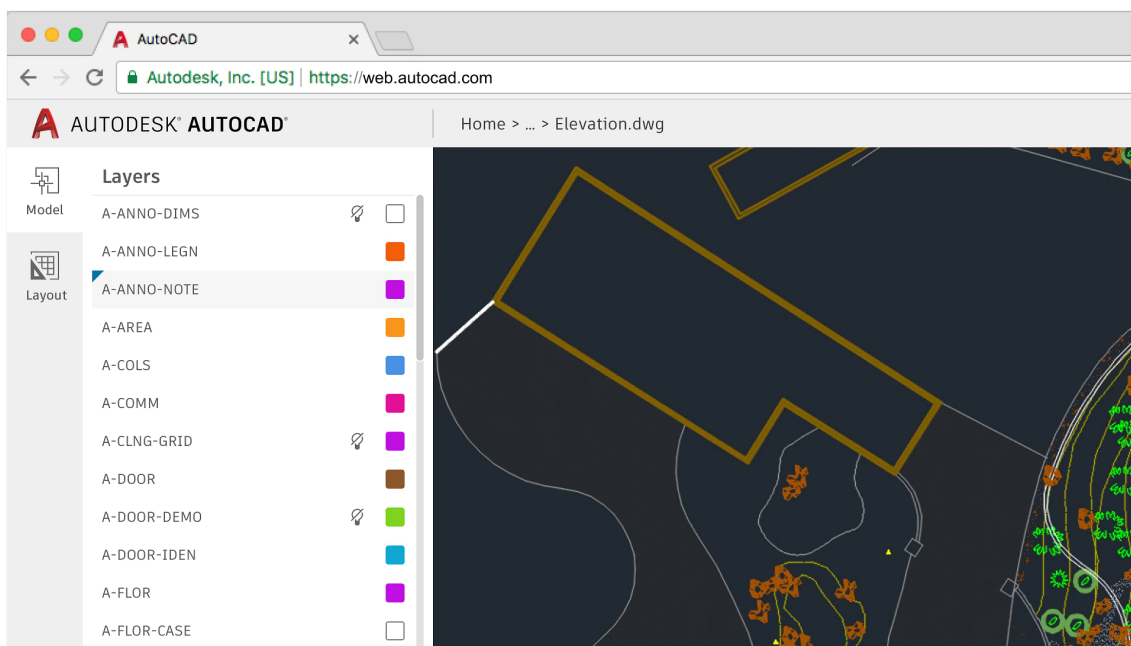 AutoCAD
Autodesk, Inc. [US] | https://web.autocad.com
AUTODESK® AUTOCAD®
Home > ... > Elevation.dwg
Model
Layout
Layers
A-ANNO-DIMS
A-ANNO-LEGN
A-ANNO-NOTE
A-AREA
A-COLS
A-COMM
A-CLNG-GRID
A-DOOR
A-DOOR-DEMO
A-DOOR-IDEN
A-FLOR
A-FLOR-CASE